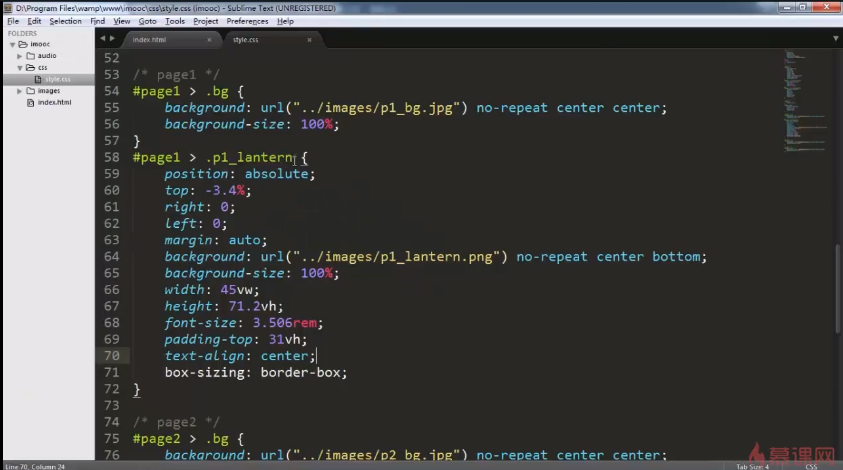 D:\Program Files\wamp\www\imooc\css\style.css (imooc) - Sublime Text (UNREGISTERED)
File Edit Selection Find View Goto Tools Project Preferences Help
FOLDERS
imooc
audio
css
style.css
images
index.html
index.html × style.css ×
52
53 /* page1 */
54 #page1 > .bg {
55 background: url("../images/p1_bg.jpg") no-repeat center center;
56 background-size: 100%;
57 }
58 #page1 > .p1_lantern {
59 position: absolute;
60 top: -3.4%;
61 right: 0;
62 left: 0;
63 margin: auto;
64 background: url("../images/p1_lantern.png") no-repeat center bottom;
65 background-size: 100%;
66 width: 45vw;
67 height: 71.2vh;
68 font-size: 3.506rem;
69 padding-top: 31vh;
70 text-align: center;
71 box-sizing: border-box;
72 }
73
74 /* page2 */
75 #page2 > .bg {
76 background: url("../images/p2_bg.jpg") no-repeat center center;
慕课网
Line 70, Column 24 Tab Size: 4 CSS